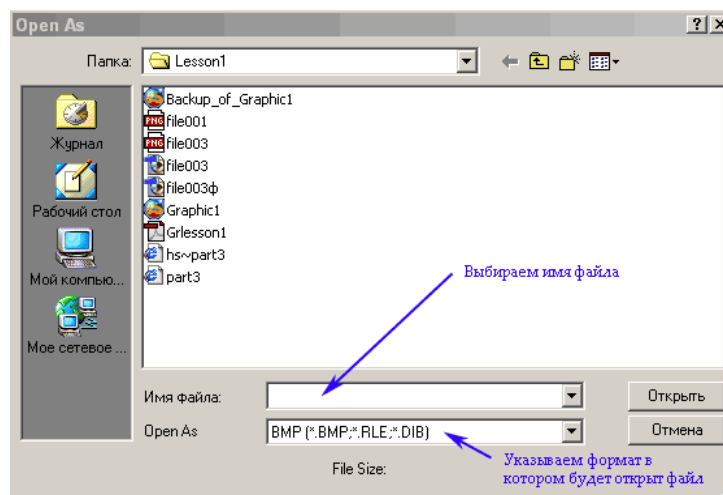 Open As
Папка: Lesson1
Backup_of_Graphic1
file001
file003
file003
file003ф
Graphic1
Grlesson1
hs~part3
part3
Журнал
Рабочий стол
Мой компью...
Мое сетевое ...
Выбираем имя файла
Имя файла:
Открыть
Open As
BMP (*.BMP;*.RLE;*.DIB)
Отмена
File Size:
Указываем формат в
котором будет открыт файл